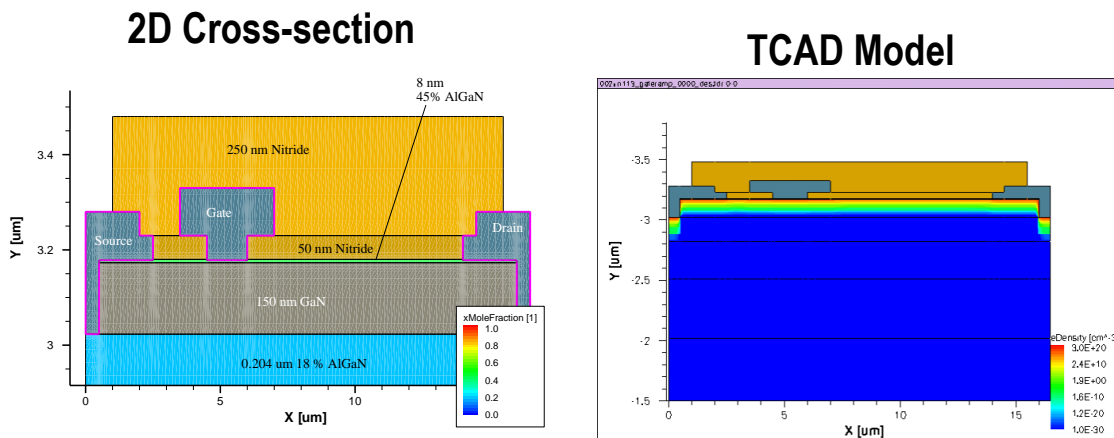 2D Cross-section
TCAD Model
8 nm
45% AlGaN
250 nm Nitride
Gate
Source
Drain
50 nm Nitride
150 nm GaN
0.204 um 18 % AlGaN
Y [um]
3.4
3.2
3
0
5
10
X [um]
xMoleFraction [1]
1.0
0.8
0.6
0.4
0.2
0.0
Y [um]
-3.5
-3
-2.5
-2
-1.5
0
5
10
15
X [um]
eDensity [cm^-3
3.0E+20
2.4E+10
1.9E+00
1.6E-10
1.2E-20
1.0E-30